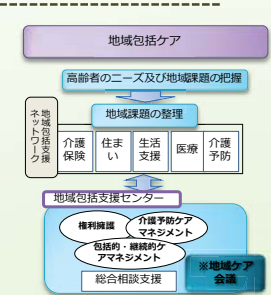 地域包括ケア
高齢者のニーズ及び地域課題の把握
地域包括支援
ネットワーク
地域課題の整理
介護
保険
住ま
い
生活
支援
医療
介護
予防
地域包括支援センター
権利擁護
介護予防ケア
マネジメント
包括的・継続的ケ
アマネジメント
総合相談支援
※地域ケア
会議